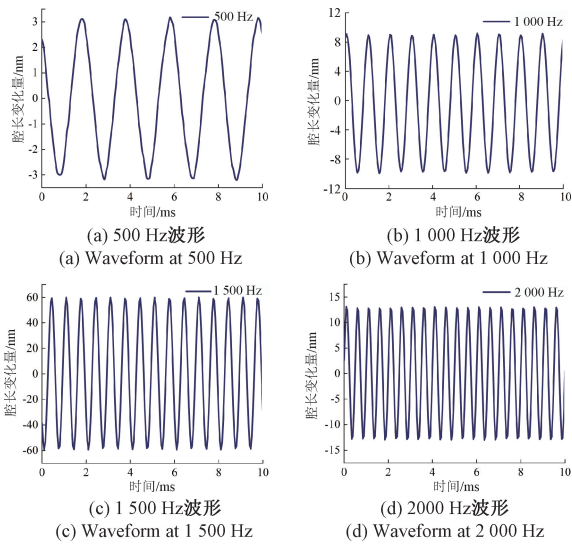 500 Hz
3
2
1
0
-1
-2
-3
腔长变化量/nm
0 2 4 6 8 10
时间/ms
(a) 500 Hz波形
(a) Waveform at 500 Hz
1 000 Hz
12
8
4
0
-4
-8
-12
腔长变化量/nm
0 2 4 6 8 10
时间/ms
(b) 1 000 Hz波形
(b) Waveform at 1 000 Hz
1 500 Hz
60
40
20
0
-20
-40
-60
腔长变化量/nm
0 2 4 6 8 10
时间/ms
(c) 1 500 Hz波形
(c) Waveform at 1 500 Hz
2 000 Hz
15
10
5
0
-5
-10
-15
腔长变化量/nm
0 2 4 6 8 10
时间/ms
(d) 2000 Hz波形
(d) Waveform at 2 000 Hz